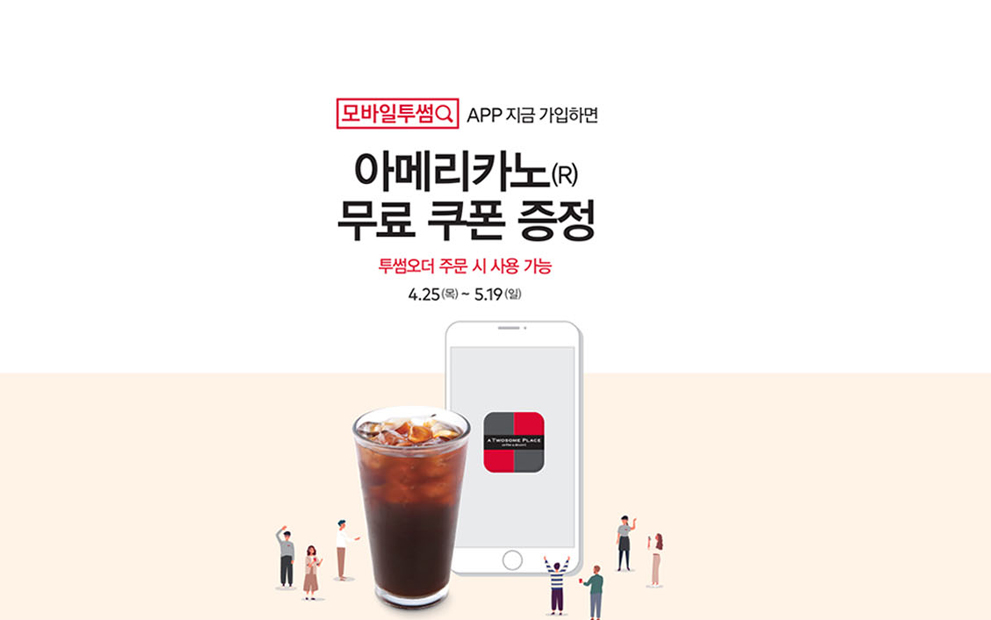 모바일투썸 APP 지금 가입하면
아메리카노(R)
무료 쿠폰 증정
투썸오더 주문 시 사용 가능
4.25(목) ~ 5.19(일)
A TWOSOME PLACE